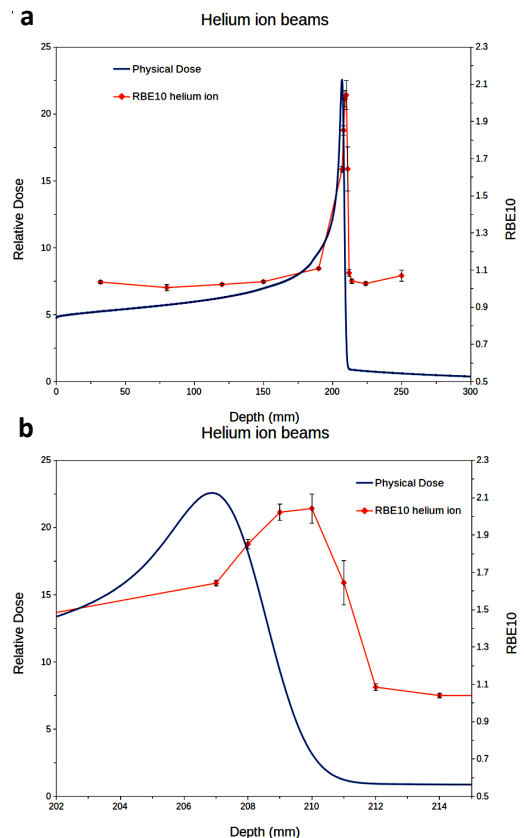 a
Helium ion beams
25
20
15
10
5
0
2.3
2.1
1.9
1.7
1.5
1.3
1.1
0.9
0.7
0.5
Physical Dose
RBE10 helium ion
Relative Dose
RBE10
0 50 100 150 200 250 300
Depth (mm)
b
Helium ion beams
25
20
15
10
5
0
2.3
2.1
1.9
1.7
1.5
1.3
1.1
0.9
0.7
0.5
Physical Dose
RBE10 helium ion
Relative Dose
RBE10
202 204 206 208 210 212 214
Depth (mm)